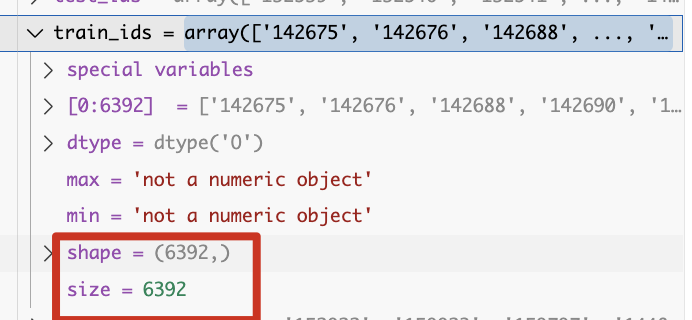 train_ids = array(['142675', '142676', '142688', ..., '…
special variables
[0:6392] = ['142675', '142676', '142688', '142690', '1…
dtype = dtype('O')
max = 'not a numeric object'
min = 'not a numeric object'
shape = (6392,)
size = 6392